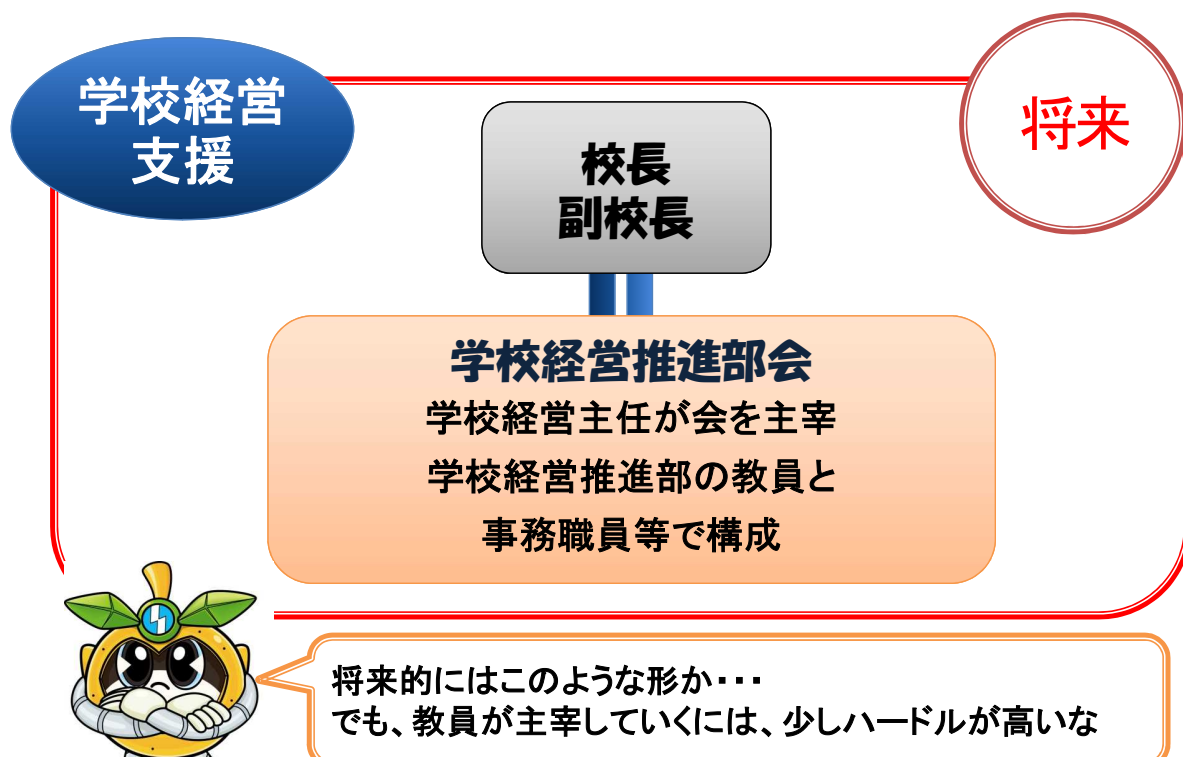 学校経営
支援
将来
校長
副校長
学校経営推進部会
学校経営主任が会を主宰
学校経営推進部の教員と
事務職員等で構成
将来的にはこのような形か･･･
でも、教員が主宰していくには、少しハードルが高いな